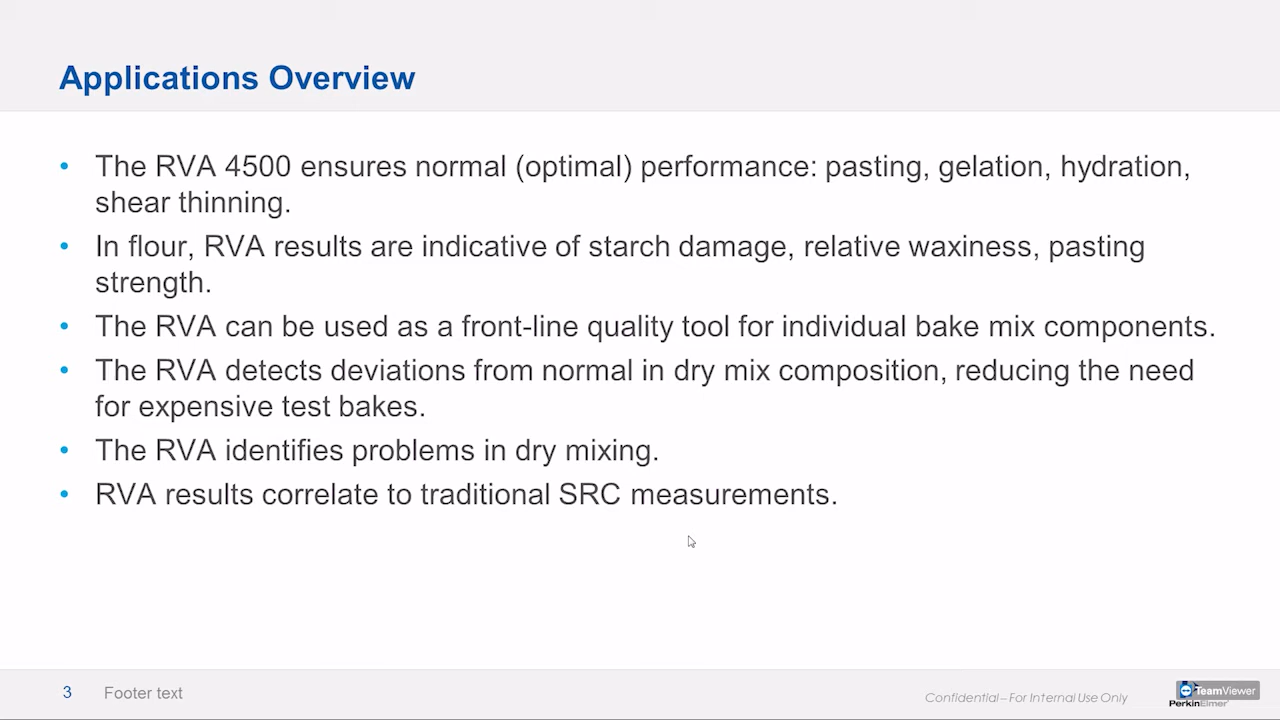 Applications Overview
• The RVA 4500 ensures normal (optimal) performance: pasting, gelation, hydration,
shear thinning.
• In flour, RVA results are indicative of starch damage, relative waxiness, pasting
strength.
• The RVA can be used as a front-line quality tool for individual bake mix components.
• The RVA detects deviations from normal in dry mix composition, reducing the need
for expensive test bakes.
• The RVA identifies problems in dry mixing.
• RVA results correlate to traditional SRC measurements.
3 Footer text
Confidential – For Internal Use Only
TeamViewer
PerkinElmer